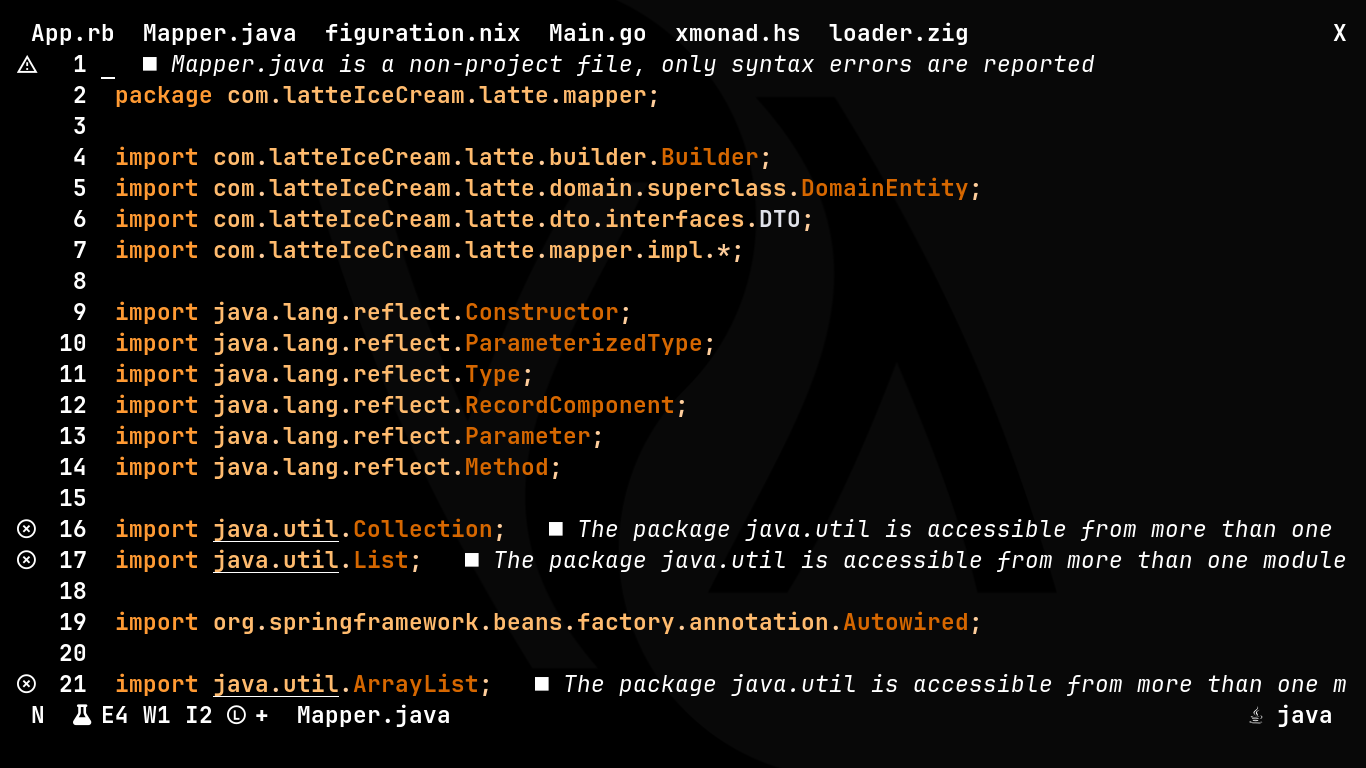 App.rb Mapper.java figuration.nix Main.go xmonad.hs loader.zig X
1 _ ■ Mapper.java is a non-project file, only syntax errors are reported
2 package com.latteIceCream.latte.mapper;
3
4 import com.latteIceCream.latte.builder.Builder;
5 import com.latteIceCream.latte.domain.superclass.DomainEntity;
6 import com.latteIceCream.latte.dto.interfaces.DTO;
7 import com.latteIceCream.latte.mapper.impl.*;
8
9 import java.lang.reflect.Constructor;
10 import java.lang.reflect.ParameterizedType;
11 import java.lang.reflect.Type;
12 import java.lang.reflect.RecordComponent;
13 import java.lang.reflect.Parameter;
14 import java.lang.reflect.Method;
15
16 import java.util.Collection; ■ The package java.util is accessible from more than one
17 import java.util.List; ■ The package java.util is accessible from more than one module
18
19 import org.springframework.beans.factory.annotation.Autowired;
20
21 import java.util.ArrayList; ■ The package java.util is accessible from more than one m
N E4 W1 I2 Ⓛ + Mapper.java java